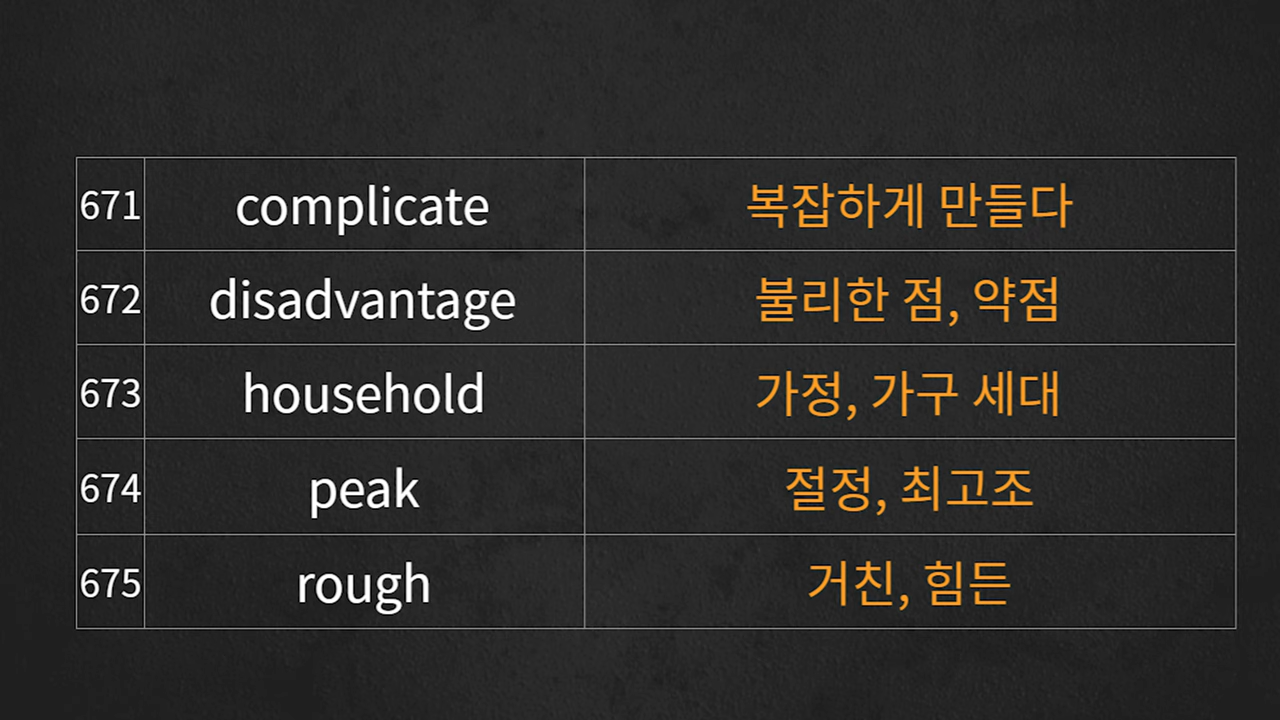 671 complicate 복잡하게 만들다
672 disadvantage 불리한 점, 약점
673 household 가정, 가구 세대
674 peak 절정, 최고조
675 rough 거친, 힘든